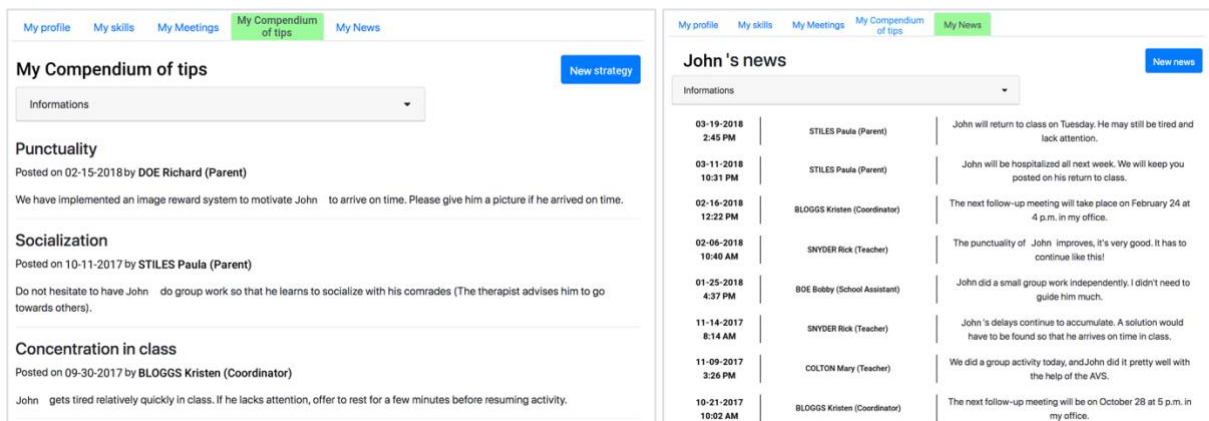 My profile
My skills
My Meetings
My Compendium
of tips
My News
My Compendium of tips
New strategy
Informations
Punctuality
Posted on 02-15-2018 by DOE Richard (Parent)
We have implemented an image reward system to motivate John to arrive on time. Please give him a picture if he arrived on time.
Socialization
Posted on 10-11-2017 by STILES Paula (Parent)
Do not hesitate to have John do group work so that he learns to socialize with his comrades (The therapist advises him to go
towards others).
Concentration in class
Posted on 09-30-2017 by BLOGGS Kristen (Coordinator)
John gets tired relatively quickly in class. If he lacks attention, offer to rest for a few minutes before resuming activity.
My profile
My skills
My Meetings
My Compendium
of tips
My News
John 's news
New news
Informations
03-19-2018
2:45 PM
STILES Paula (Parent)
John will return to class on Tuesday. He may still be tired and
lack attention.
03-11-2018
10:31 PM
STILES Paula (Parent)
John will be hospitalized all next week. We will keep you
posted on his return to class.
02-16-2018
12:22 PM
BLOGGS Kristen (Coordinator)
The next follow-up meeting will take place on February 24 at
4 p.m. in my office.
02-06-2018
10:40 AM
SNYDER Rick (Teacher)
The punctuality of John improves, it's very good. It has to
continue like this!
01-25-2018
4:37 PM
BOE Bobby (School Assistant)
John did a small group work independently. I didn't need to
guide him much.
11-14-2017
8:14 AM
SNYDER Rick (Teacher)
John 's delays continue to accumulate. A solution would
have to be found so that he arrives on time in class.
11-09-2017
3:26 PM
COLTON Mary (Teacher)
We did a group activity today, and John did it pretty well with
the help of the AVS.
10-21-2017
10:02 AM
BLOGGS Kristen (Coordinator)
The next follow-up meeting will be on October 28 at 5 p.m. in
my office.